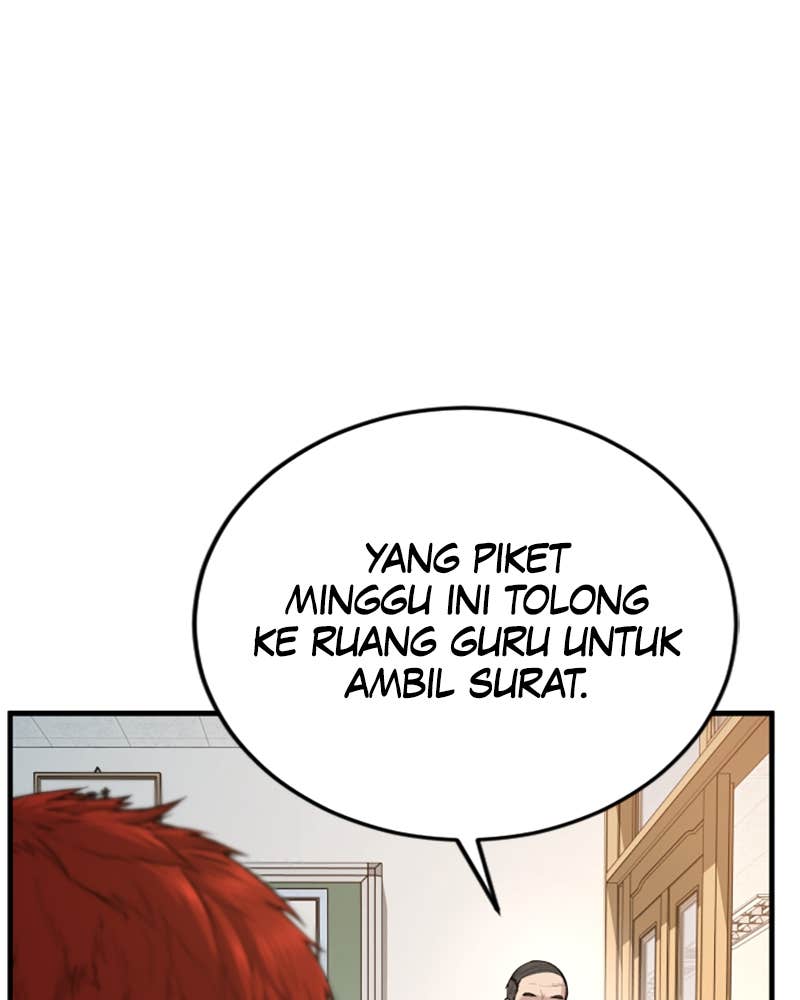 YANG PIKET
MINGGU INI TOLONG
KE RUANG GURU UNTUK
AMBIL SURAT.